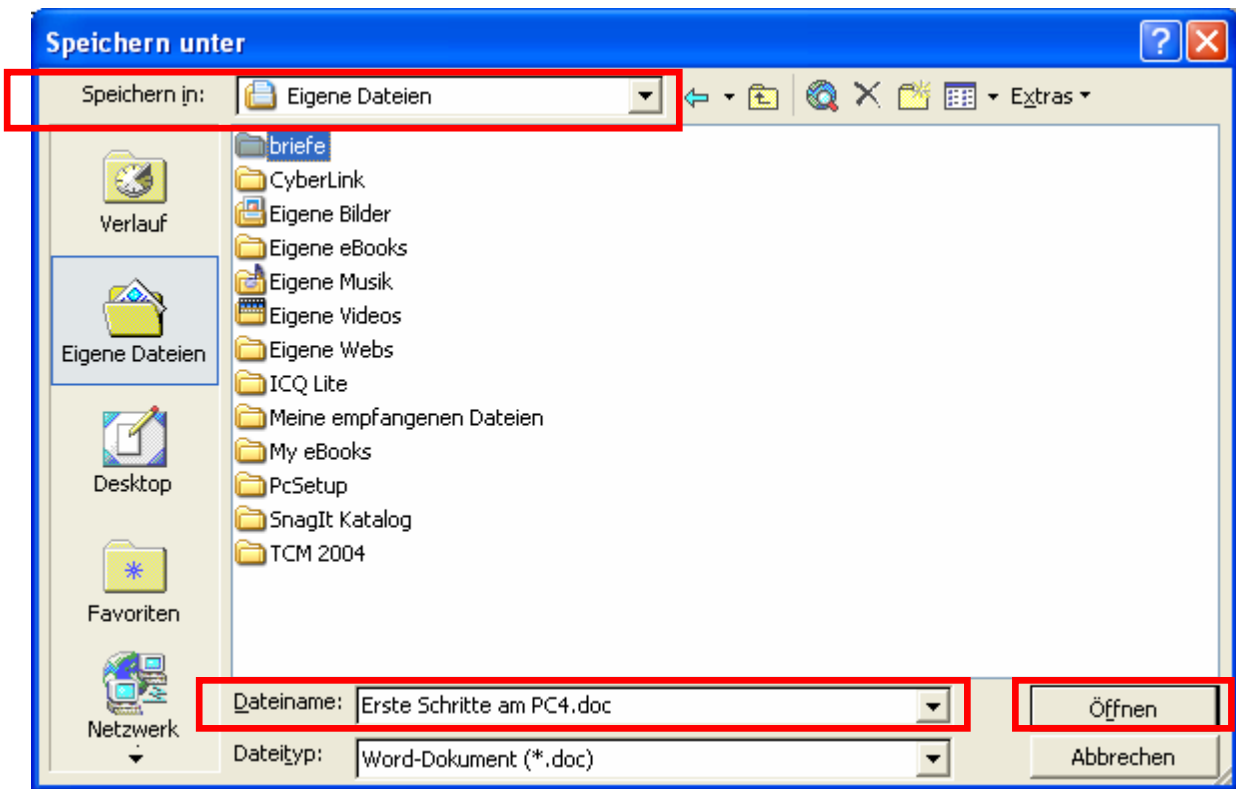 Speichern unter
Speichern in: Eigene Dateien Extras
briefe
CyberLink
Eigene Bilder
Eigene eBooks
Eigene Musik
Eigene Videos
Eigene Webs
ICQ Lite
Meine empfangenen Dateien
My eBooks
PcSetup
SnagIt Katalog
TCM 2004
Verlauf
Eigene Dateien
Desktop
Favoriten
Netzwerk
Dateiname: Erste Schritte am PC4.doc Öffnen
Dateityp: Word-Dokument (*.doc) Abbrechen